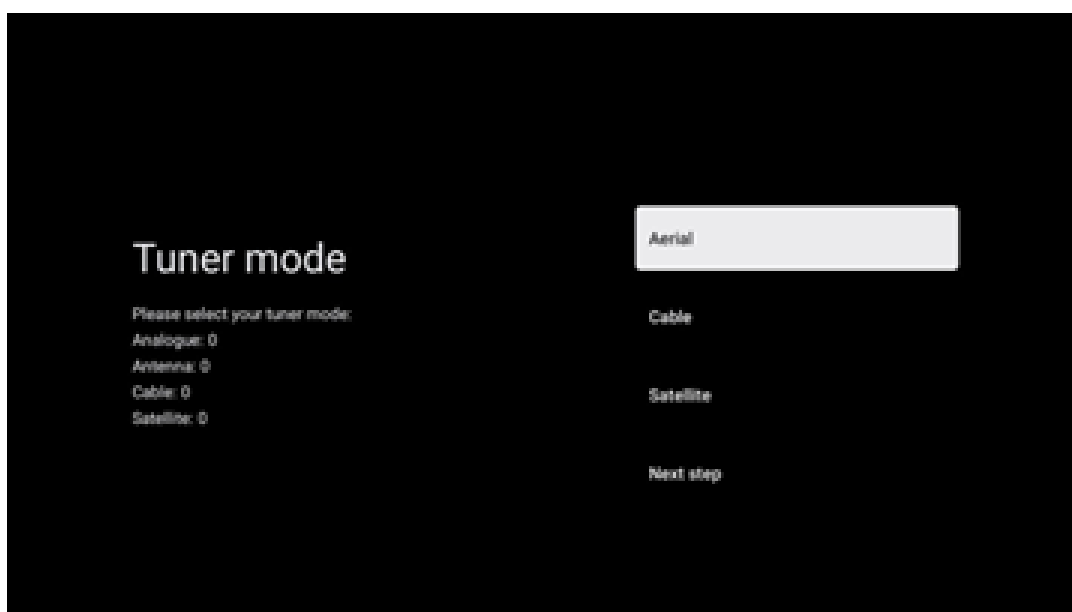 Tuner mode
Please select your tuner mode:
Analogue: 0
Antenna: 0
Cable: 0
Satellite: 0
Aerial
Cable
Satellite
Next step